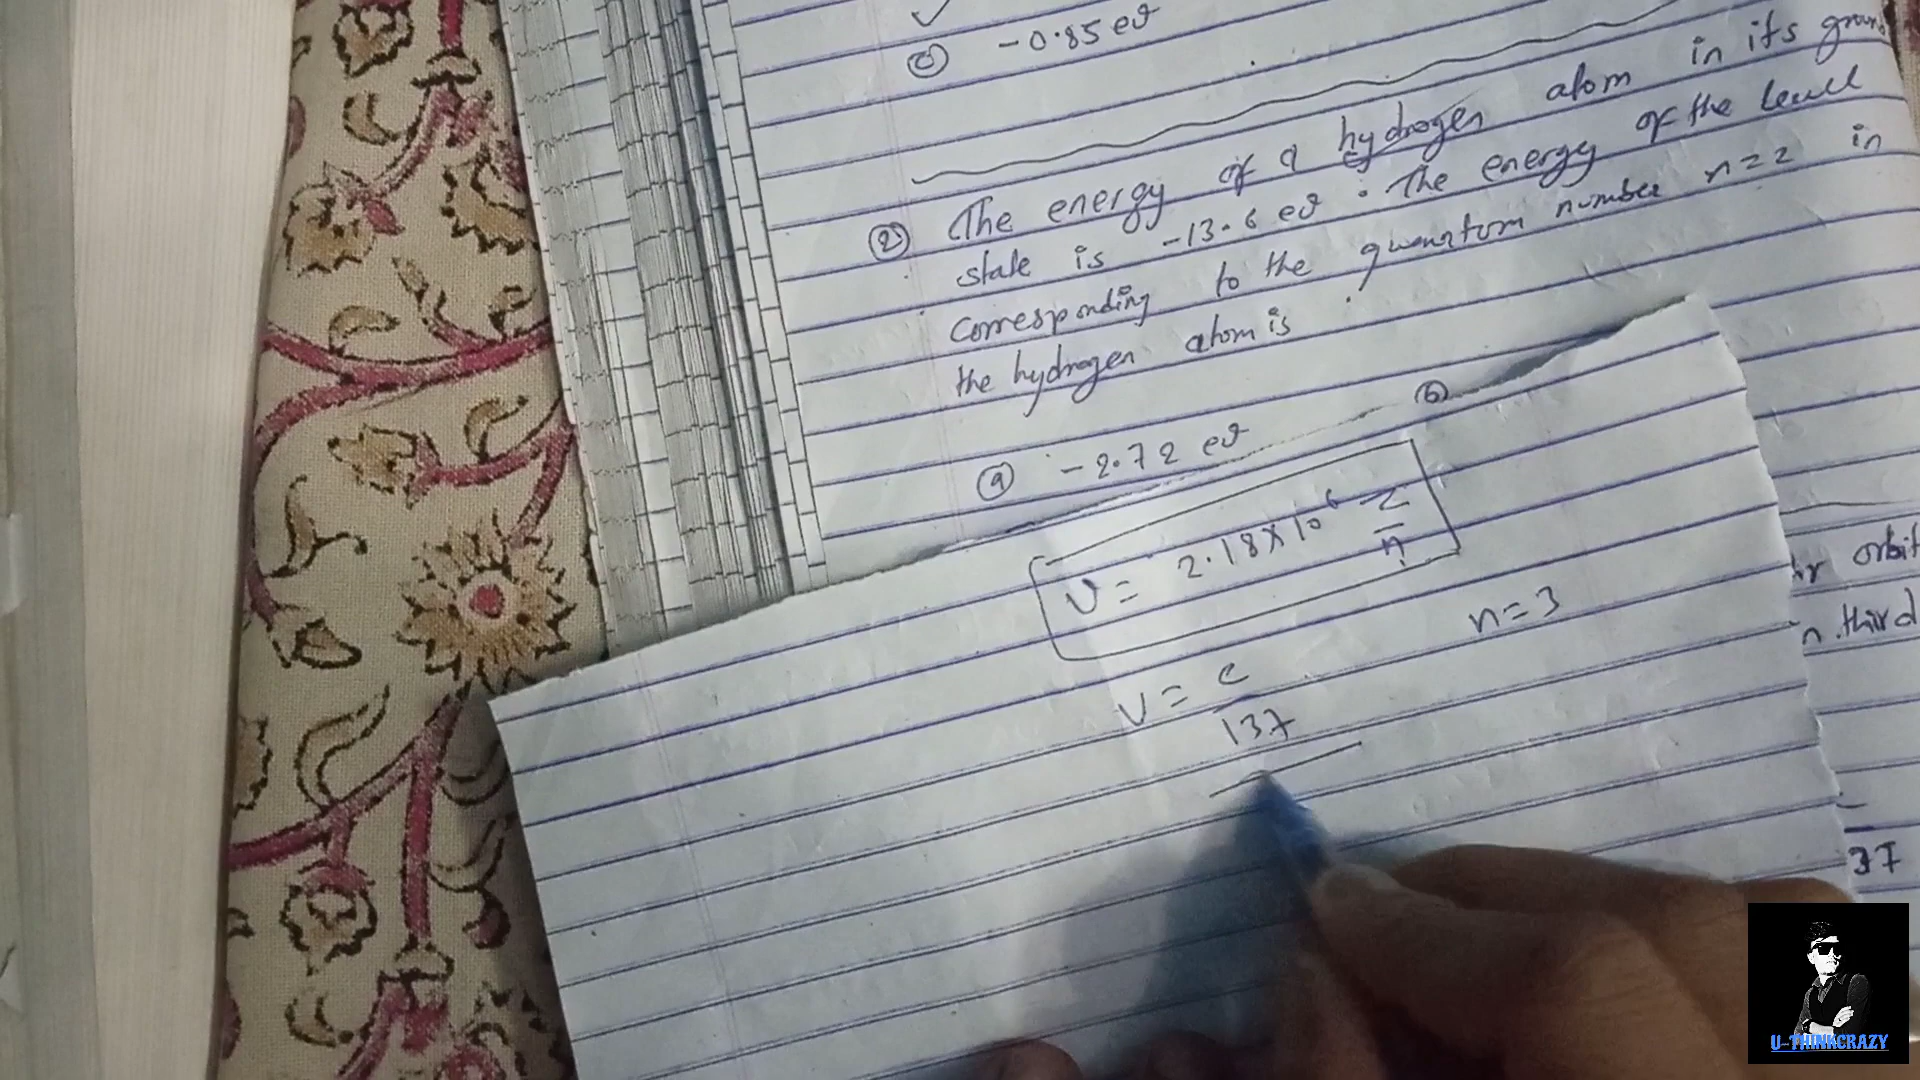 (c) -0.85 eV
(2) The energy of a hydrogen atom in its groun
state is -13.6 eV. The energy of the level
corresponding to the quantum number n=2 in
the hydrogen atom is
(a) -2.72 eV (b)
V = 2.18×10⁶ Z/n
n=3
V = c/137
orbit
n third
37
U-THINKCRAZY